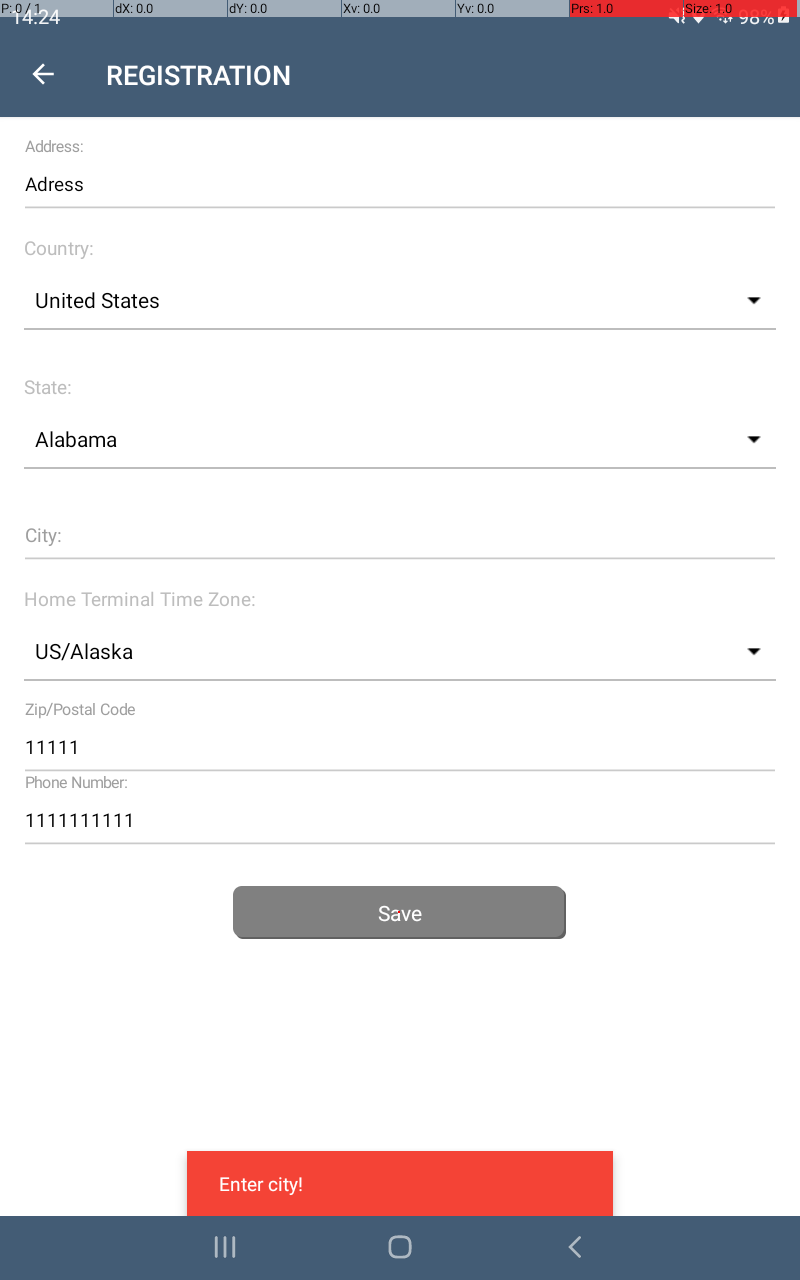 P: 0 / 1 dX: 0.0 dY: 0.0 Xv: 0.0 Yv: 0.0 Prs: 1.0 Size: 1.0
14:24 98%
REGISTRATION
Address:
Adress
Country:
United States
State:
Alabama
City:
Home Terminal Time Zone:
US/Alaska
Zip/Postal Code
11111
Phone Number:
1111111111
Save
Enter city!